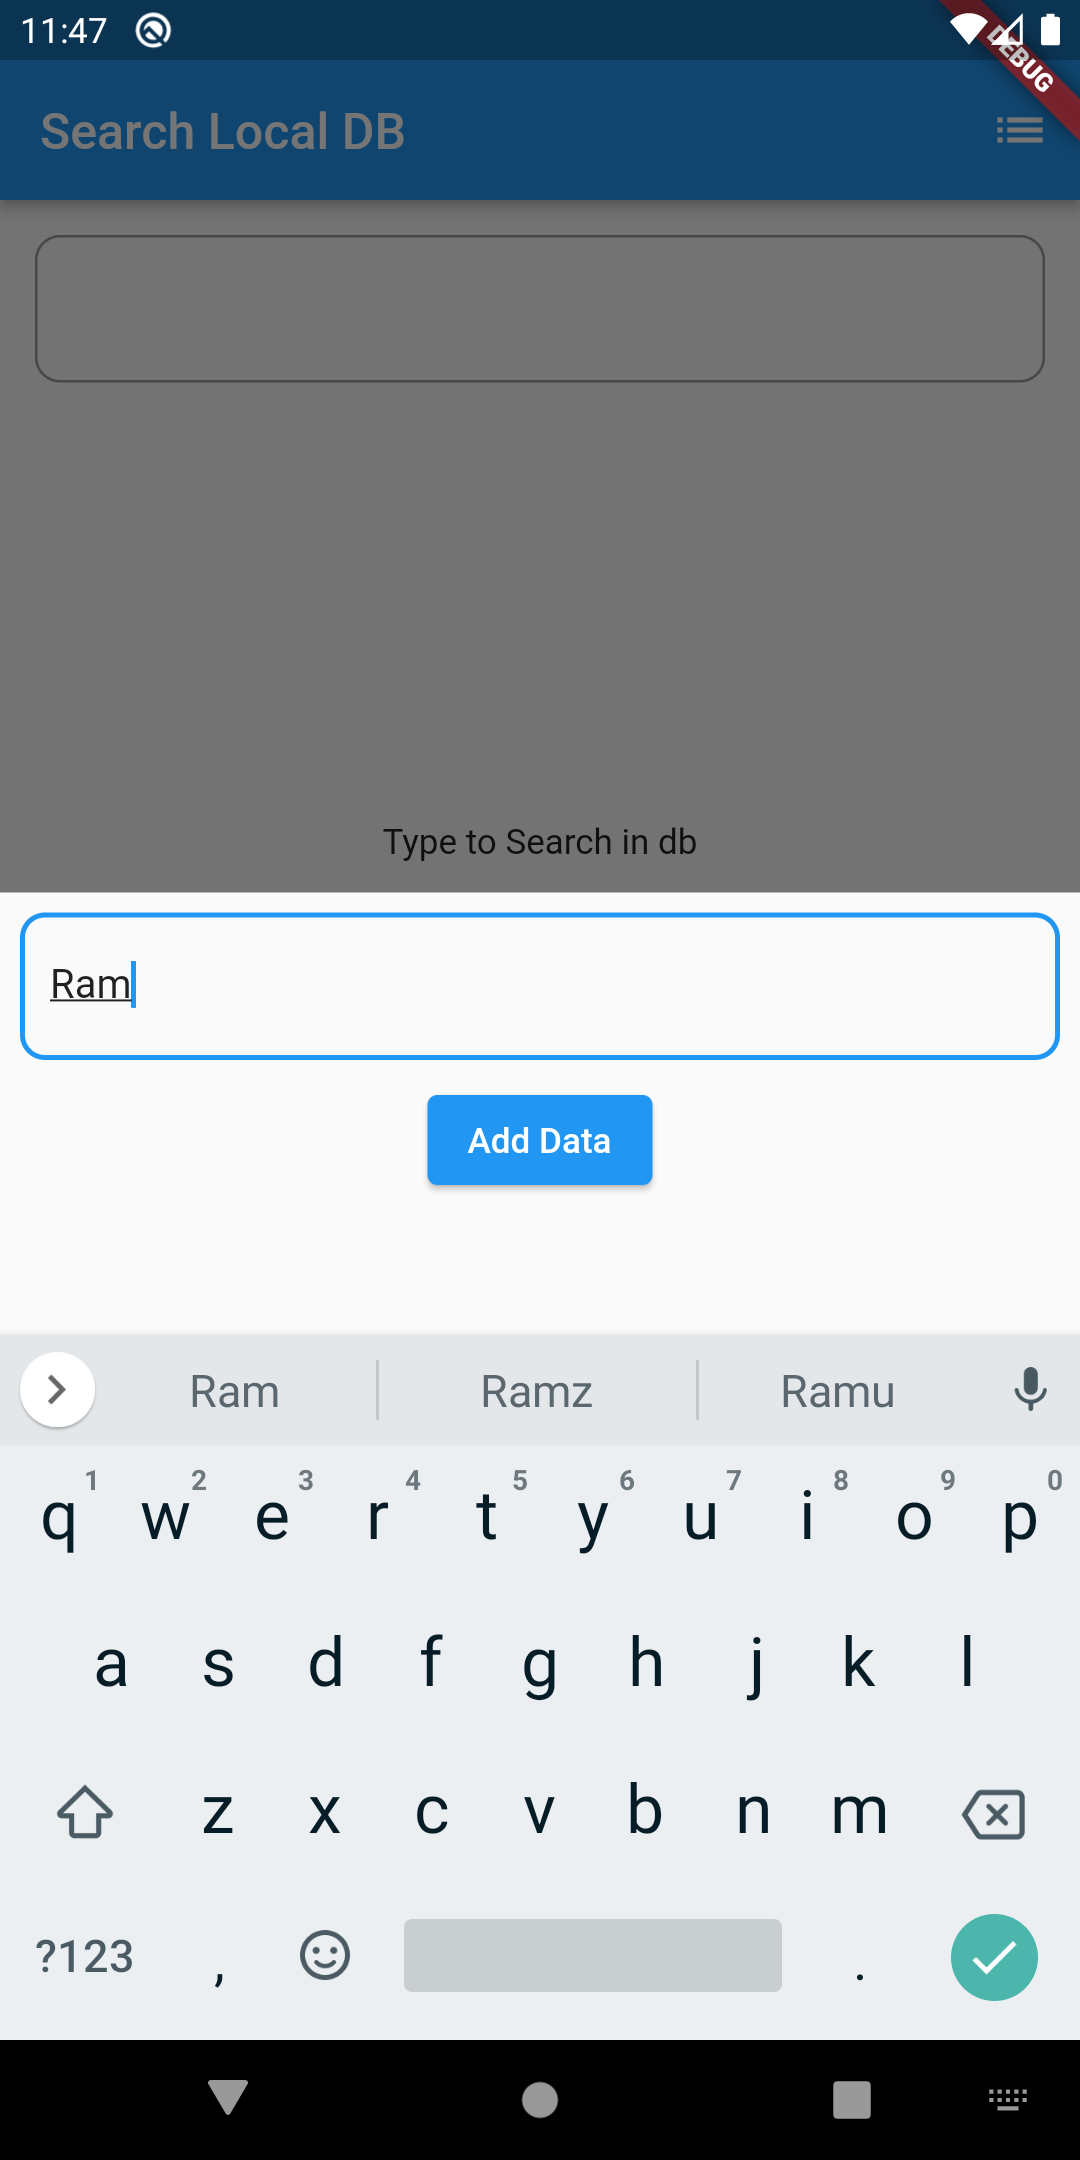 11:47
DEBUG
Search Local DB
Type to Search in db
Ram
Add Data
Ram Ramz Ramu
1 2 3 4 5 6 7 8 9 0
q w e r t y u i o p
a s d f g h j k l
z x c v b n m
?123 , .